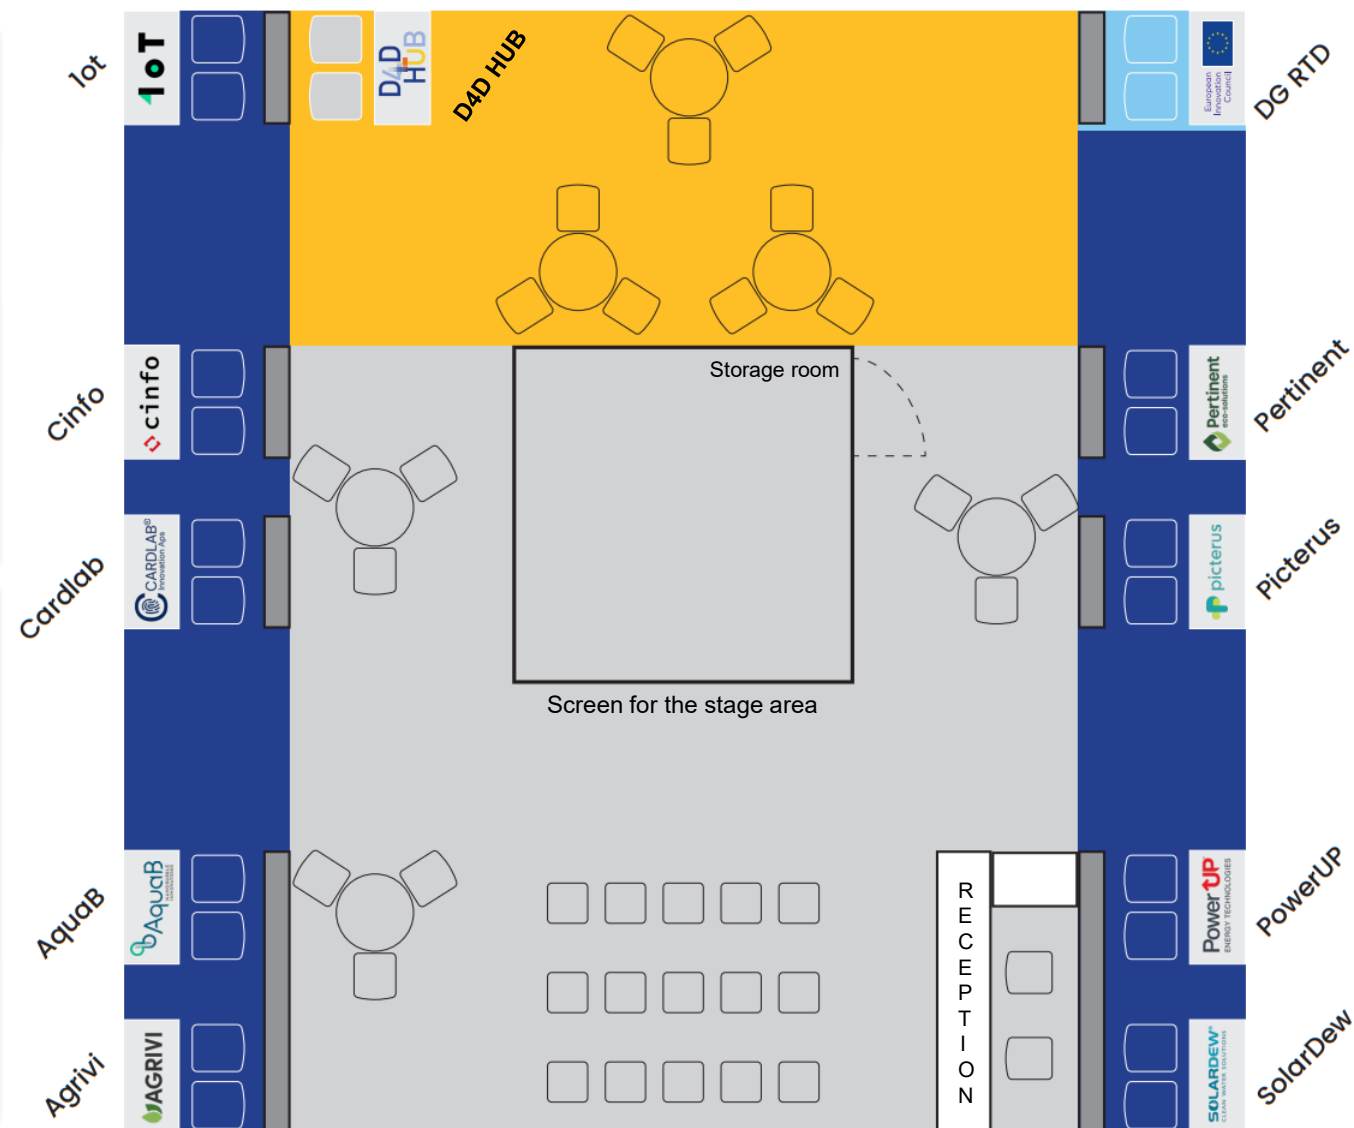 1ot
1oT
D4D
HUB
D4D HUB
European
Innovation
Council
DG RTD
Storage room
Cinfo
cinfo
Pertinent
eco-solutions
Pertinent
Cardlab
CARDLAB®
Innovation Aps
picterus
Picterus
Screen for the stage area
AquaB
AquaB
RECEPTION
PowerUP
ENERGY TECHNOLOGIES
PowerUP
Agrivi
AGRIVI
SOLARDEW®
CLEAN WATER SOLUTIONS
SolarDew